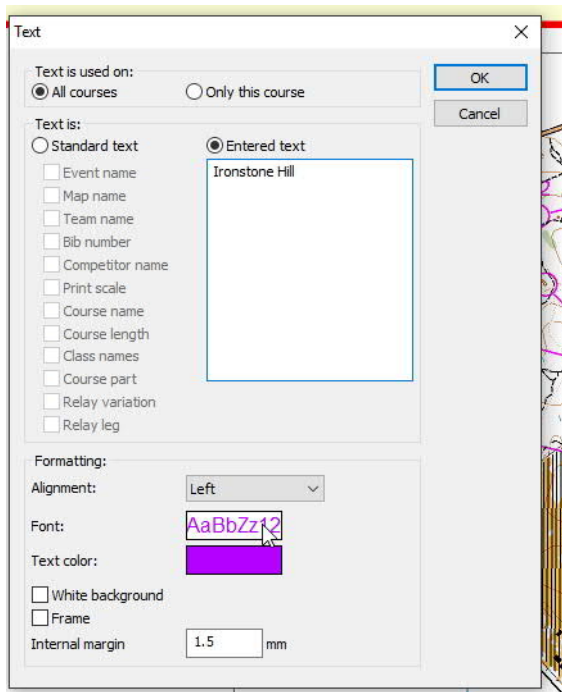 Text
Text is used on:
All courses Only this course
OK
Cancel
Text is:
Standard text Entered text
Event name
Map name
Team name
Bib number
Competitor name
Print scale
Course name
Course length
Class names
Course part
Relay variation
Relay leg
Ironstone Hill
Formatting:
Alignment: Left
Font: AaBbZz12
Text color:
White background
Frame
Internal margin 1.5 mm